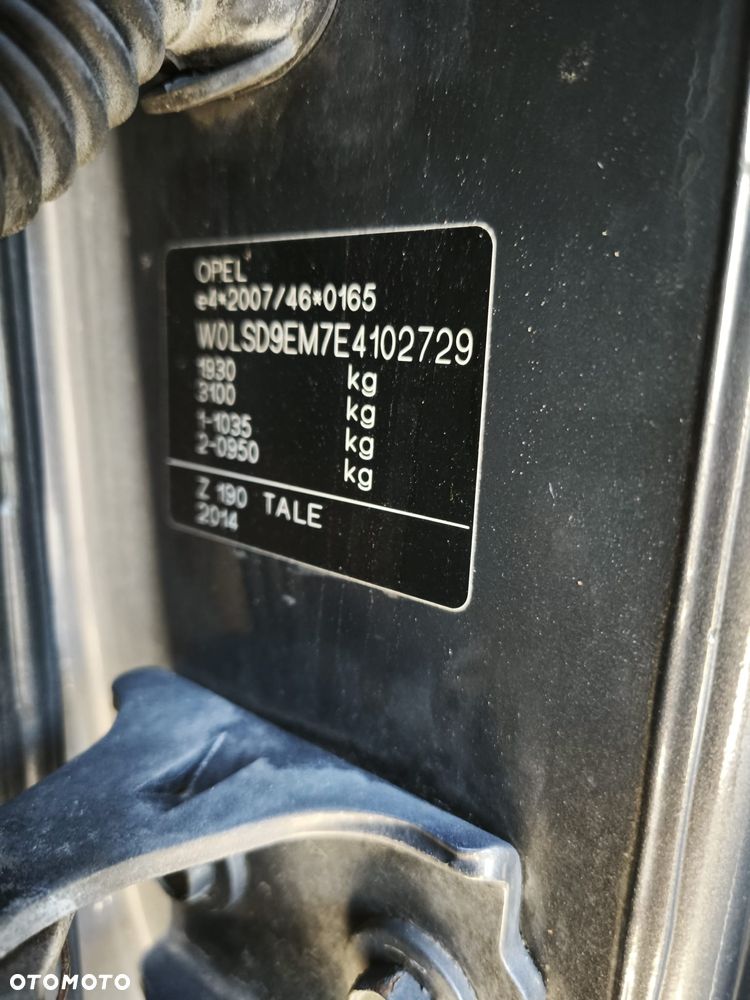 OPEL
e4*2007/46*0165
W0LSD9EM7E4102729
1930 kg
3100 kg
1-1035 kg
2-0950 kg
Z 190 TALE
2014
OTOMOTO